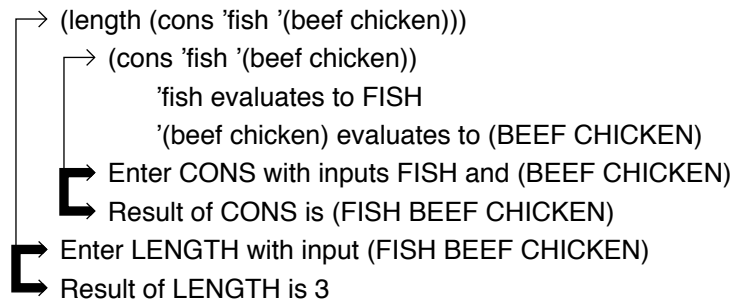 (length (cons ’fish ’(beef chicken)))
(cons ’fish ’(beef chicken))
’fish evaluates to FISH
’(beef chicken) evaluates to (BEEF CHICKEN)
Enter CONS with inputs FISH and (BEEF CHICKEN)
Result of CONS is (FISH BEEF CHICKEN)
Enter LENGTH with input (FISH BEEF CHICKEN)
Result of LENGTH is 3